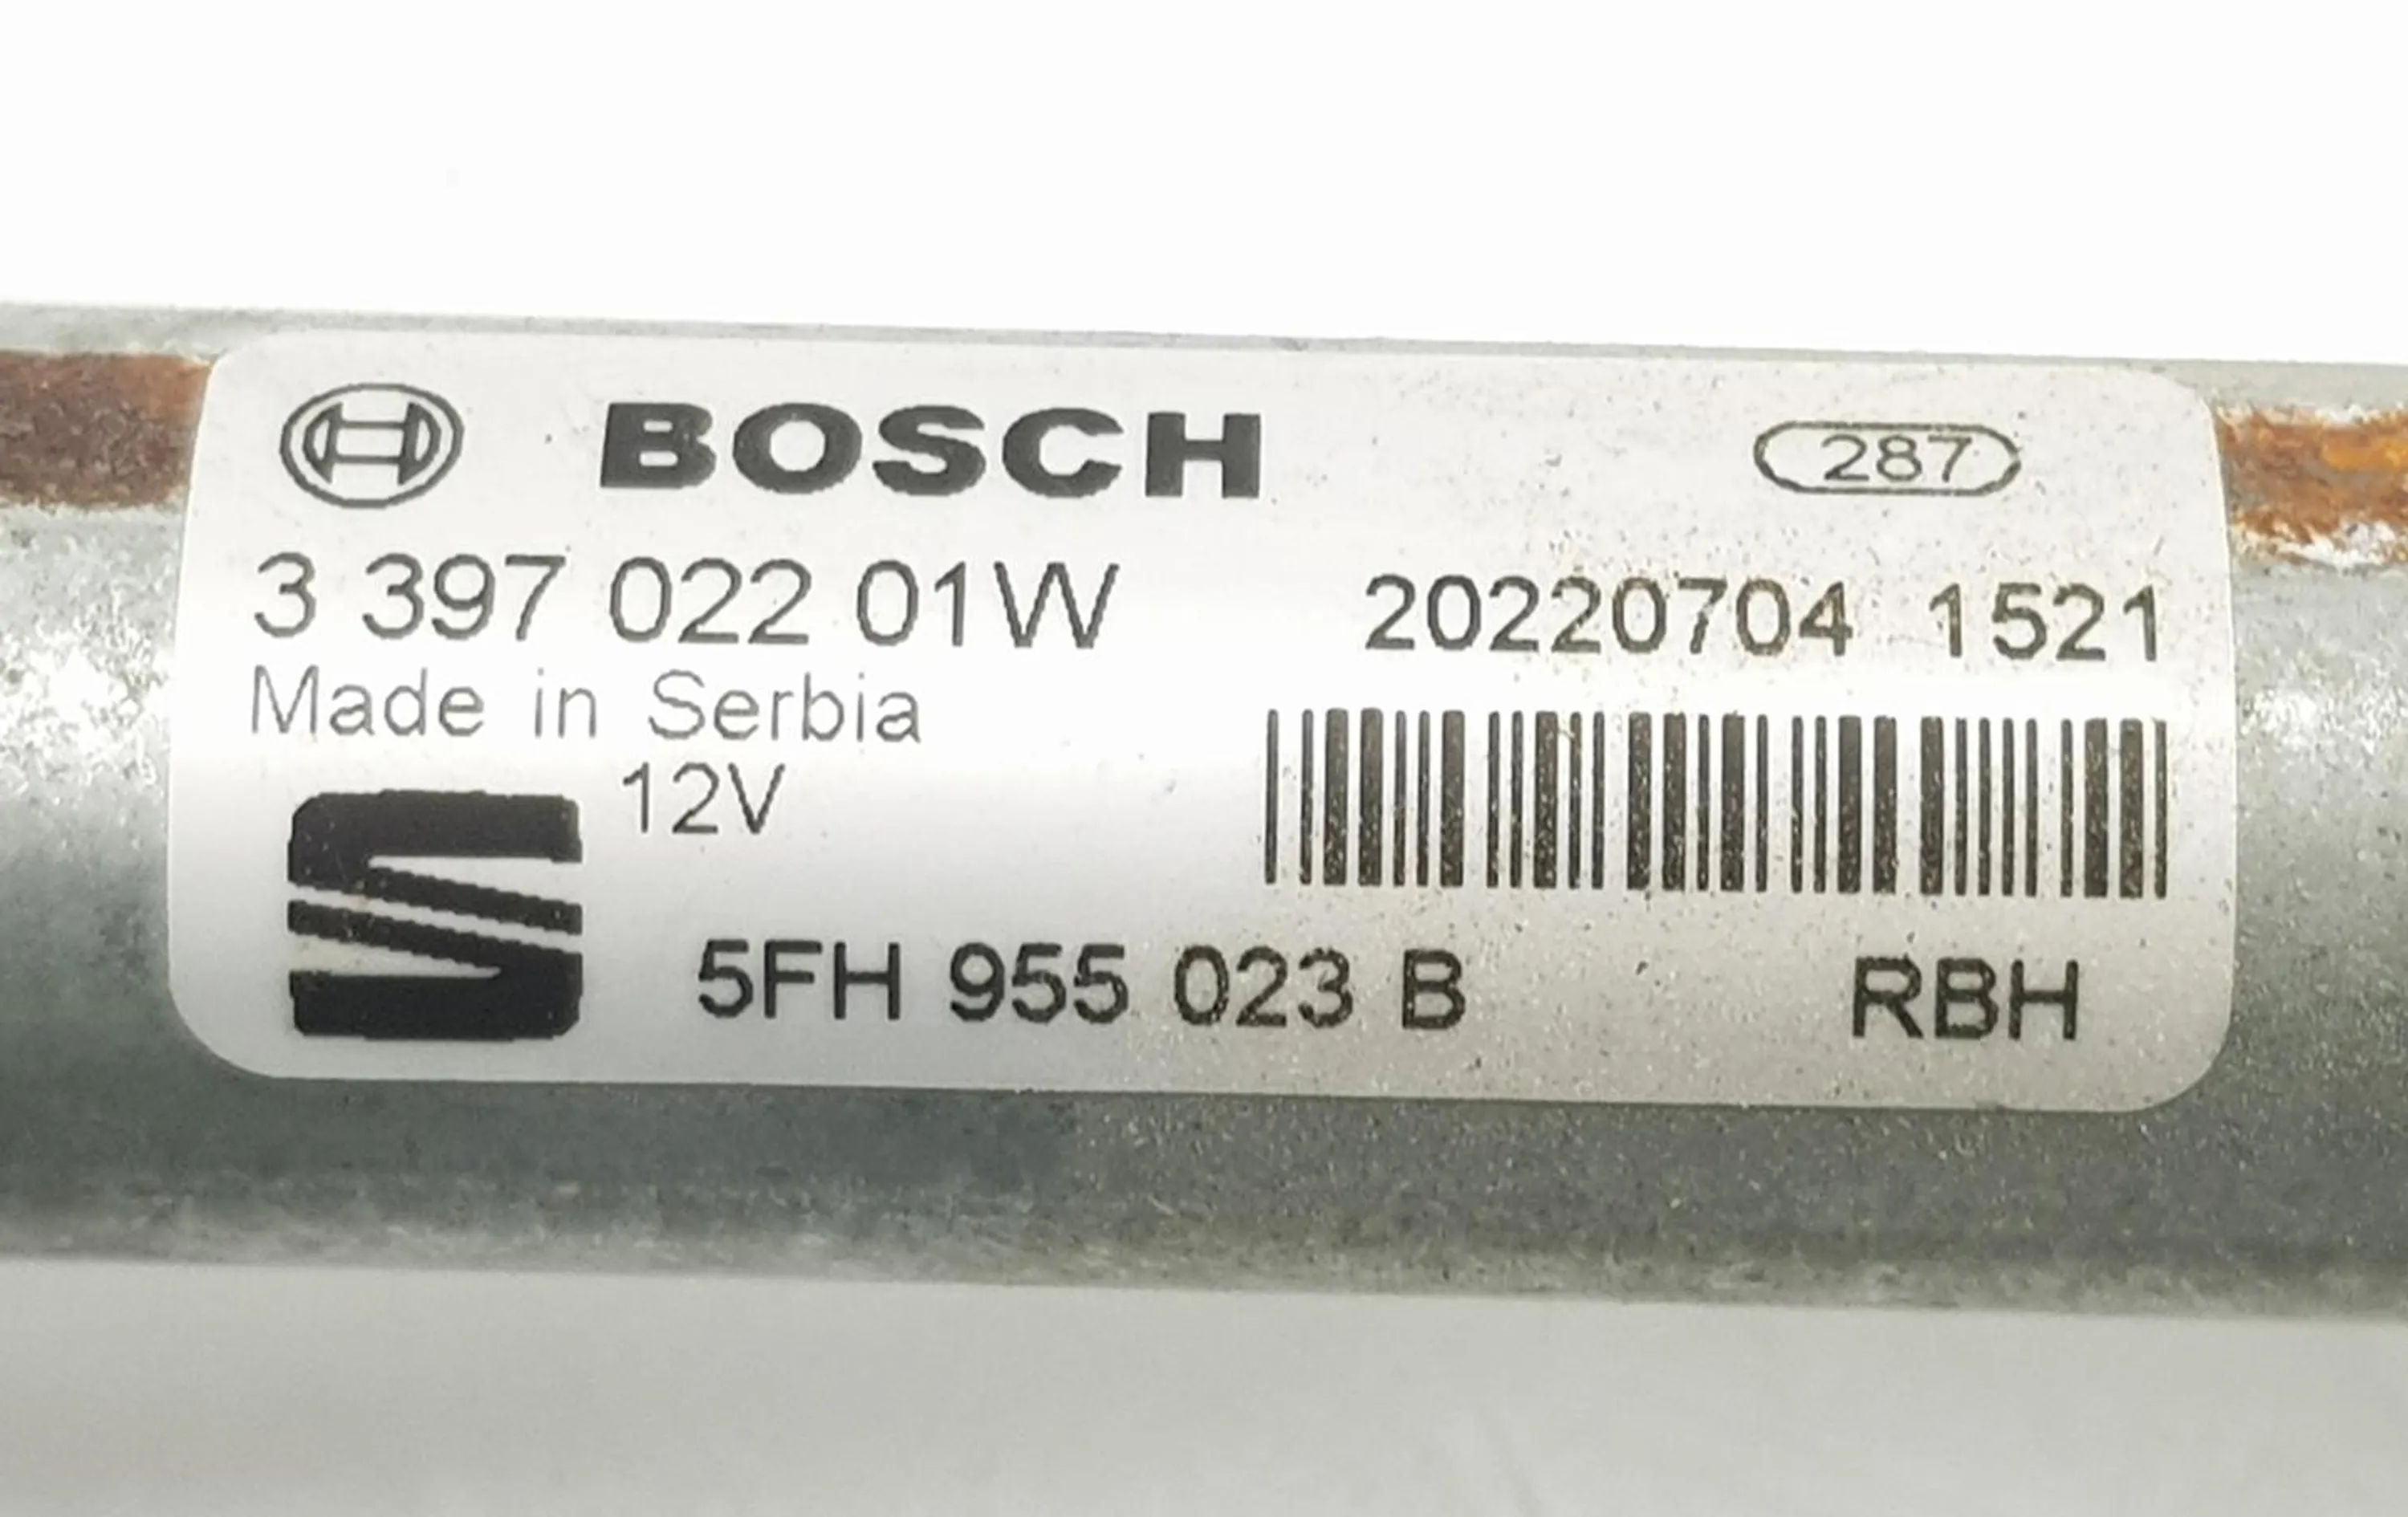 BOSCH 287
3 397 022 01W 20220704 1521
Made in Serbia
12V
5FH 955 023 B RBH